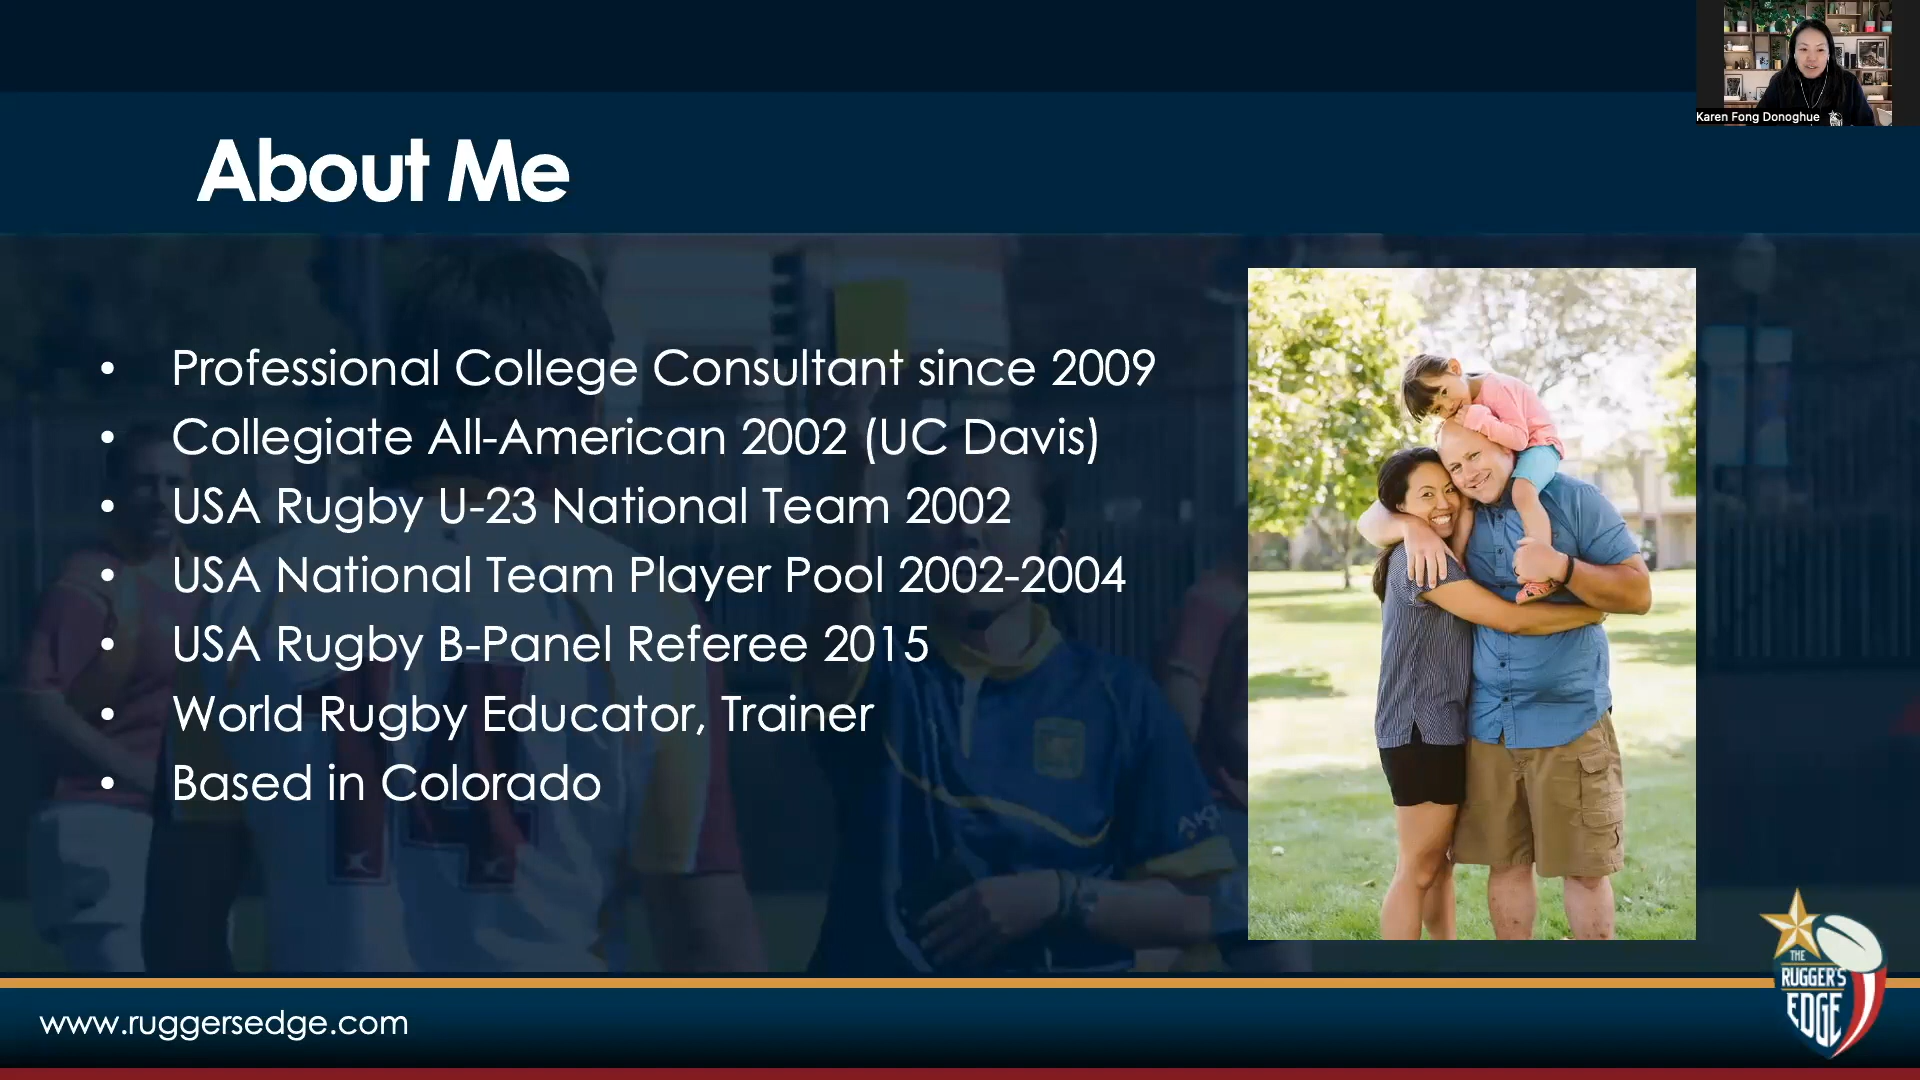 Karen Fong Donoghue
About Me
• Professional College Consultant since 2009
• Collegiate All-American 2002 (UC Davis)
• USA Rugby U-23 National Team 2002
• USA National Team Player Pool 2002-2004
• USA Rugby B-Panel Referee 2015
• World Rugby Educator, Trainer
• Based in Colorado
14
THE
RUGGER'S
EDGE
www.ruggersedge.com